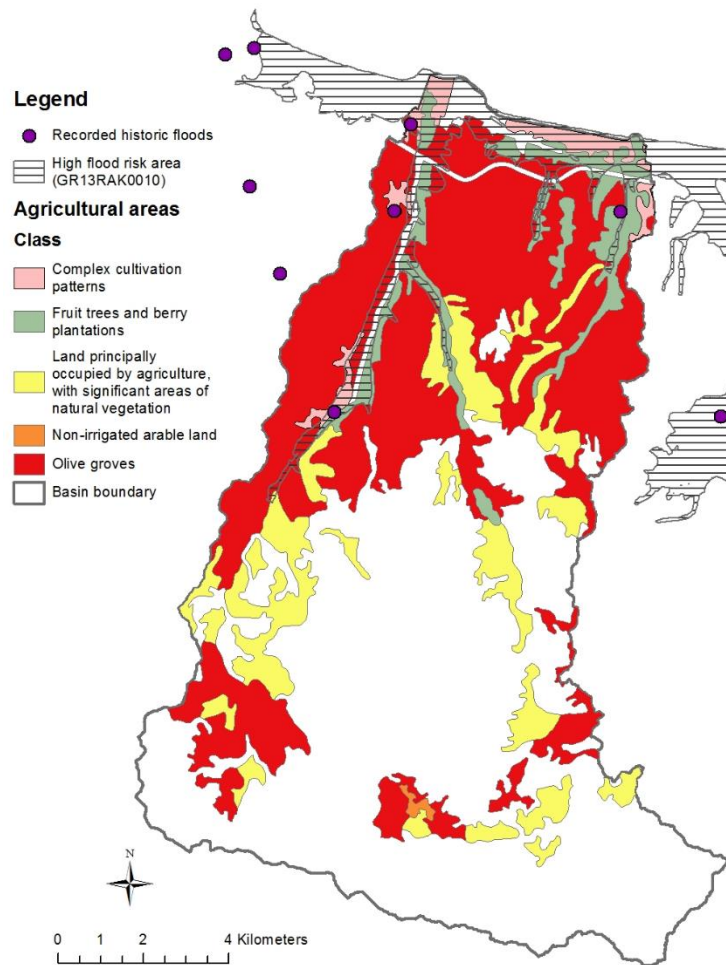 Legend
Recorded historic floods
High flood risk area
(GR13RAK0010)
Agricultural areas
Class
Complex cultivation
patterns
Fruit trees and berry
plantations
Land principally
occupied by agriculture,
with significant areas of
natural vegetation
Non-irrigated arable land
Olive groves
Basin boundary
N
0 1 2 4 Kilometers